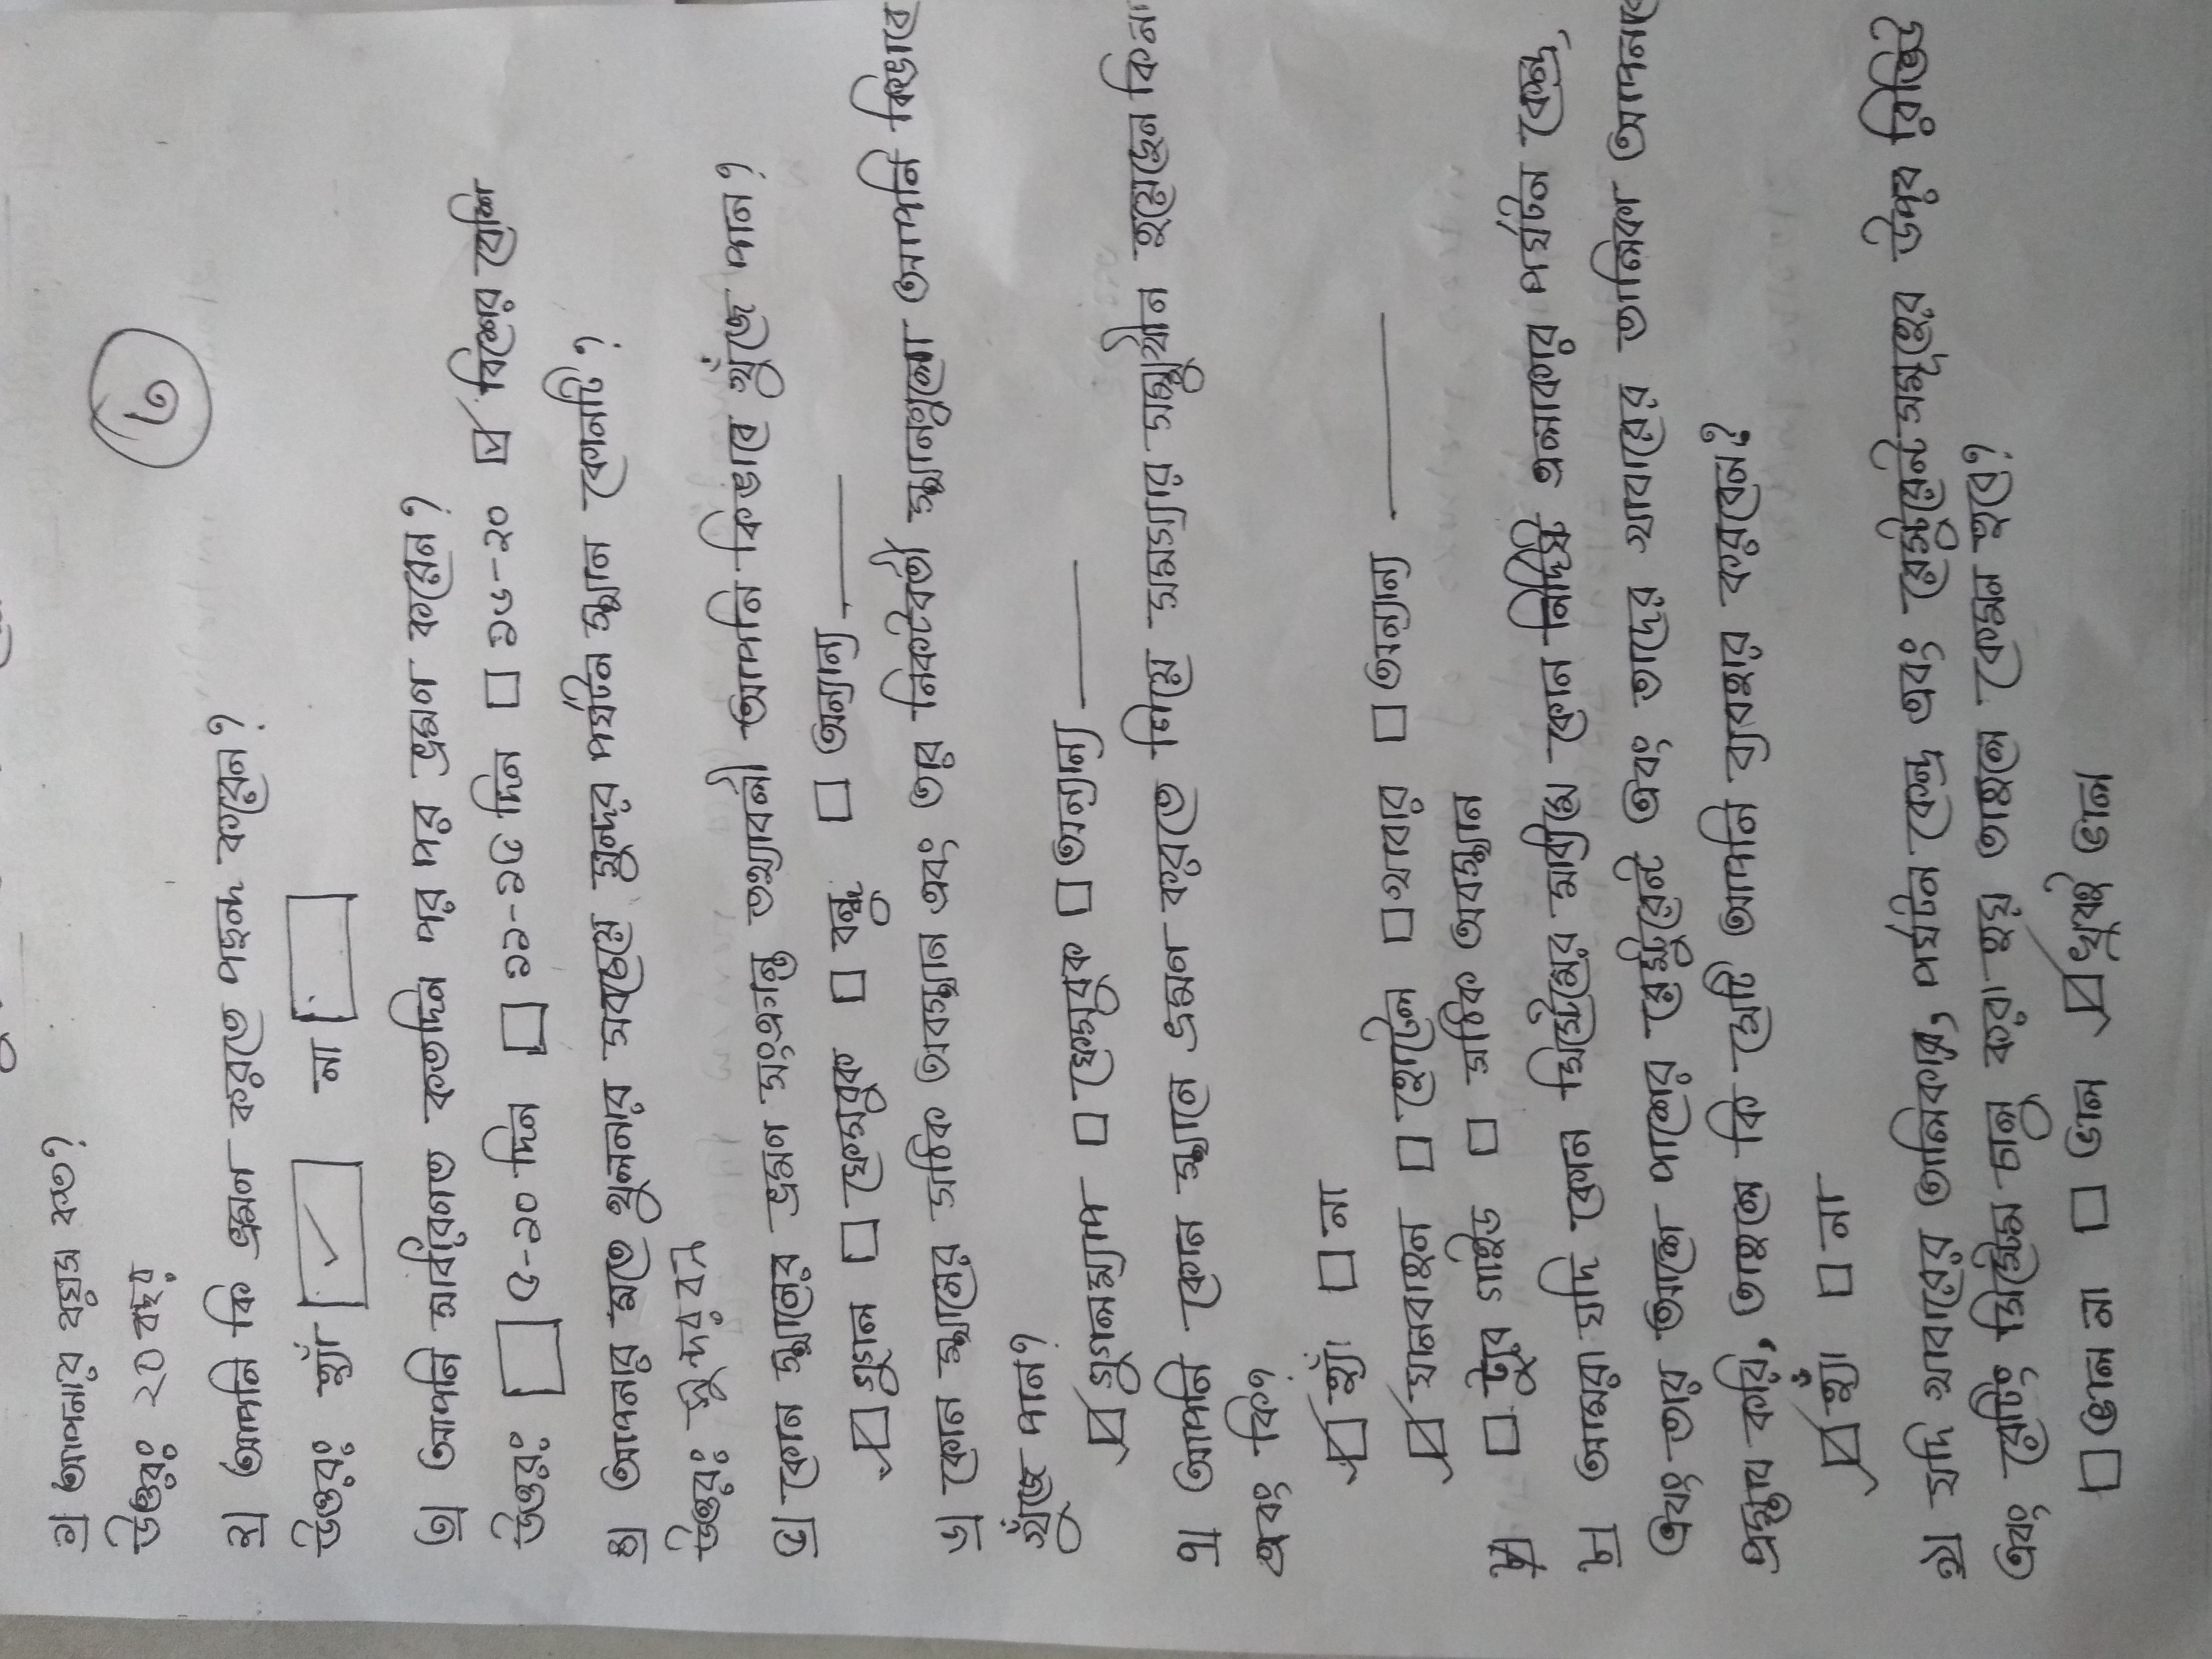 ১) আপনার বয়স কত?
৩
উত্তরঃ ২০ বছর
২) আপনি কি ভ্রমণ করতে পছন্দ করেন?
উত্তরঃ হ্যাঁ ✓ না
৩) আপনি সার্ধারণত কতদিন পর পর ভ্রমণ করেন?
উত্তরঃ ৫-১০ দিন ১১-১৫ দিন ১৬-২০ ✓ বিশের বেশি
৪) আপনার মতে খুলনার সবচেয়ে সুন্দর পর্যটন স্থান কোনটি?
উত্তরঃ সুন্দরবন
৫) কোন স্থানের ভ্রমণ সংক্রান্ত তথ্যাবলী আপনি কিভাবে খুঁজে পান?
✓ গুগল ফেসবুক বন্ধু অন্যান্য
৬) কোন স্থানের সঠিক অবস্থান এবং তার নিকটবর্তী স্থানগুলো আপনি কিভাবে
খুঁজে পান?
✓ গুগলম্যাপ ফেসবুক অন্যান্য
৭) আপনি কোন স্থানে ভ্রমণ করতে গিয়ে সমস্যার সম্মুখীন হয়েছেন কিনা
এবং কি?
✓ হ্যাঁ না
✓ যানবাহন হোটেল খাবার অন্যান্য
ট্যুর গাইড সঠিক অবস্থান
৮) আমরা যদি কোন সিস্টেমের মাধ্যমে কোন নির্দিষ্ট এলাকার পর্যটন কেন্দ্র,
এবং তার আশে পাশের রেস্টুরেন্ট এবং তাদের খাবারের তালিকা আপনাকে
প্রস্তাব করি, তাহলে কি সেটি আপনি ব্যবহার করবেন?
✓ হ্যাঁ না
৯) যদি খাবারের তালিকার, পর্যটন কেন্দ্র এবং রেস্টুরেন্টসমূহের উপর রিভিউ
এবং রেটিং সিস্টেম চালু করা হয় তাহলে কেমন হবে?
ভাল না ভাল ✓ খুবই ভাল